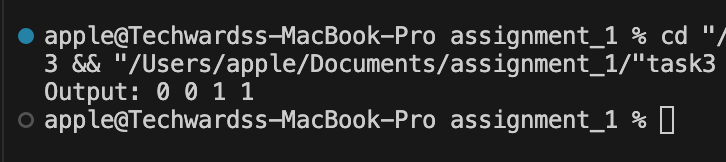 apple@Techwardss-MacBook-Pro assignment_1 % cd "/
3 && "/Users/apple/Documents/assignment_1/"task3
Output: 0 0 1 1
apple@Techwardss-MacBook-Pro assignment_1 %